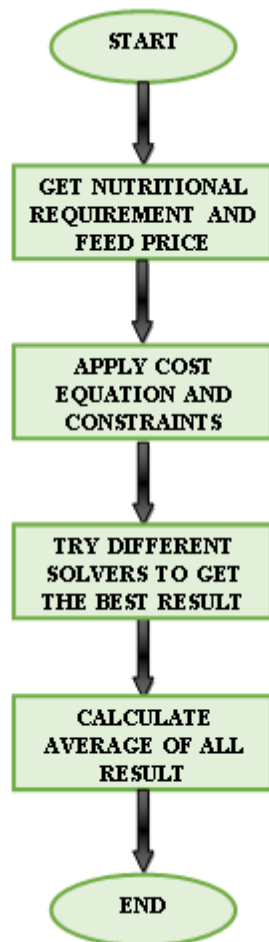 START
GET NUTRITIONAL
REQUIREMENT AND
FEED PRICE
APPLY COST
EQUATION AND
CONSTRAINTS
TRY DIFFERENT
SOLVERS TO GET
THE BEST RESULT
CALCULATE
AVERAGE OF ALL
RESULT
END